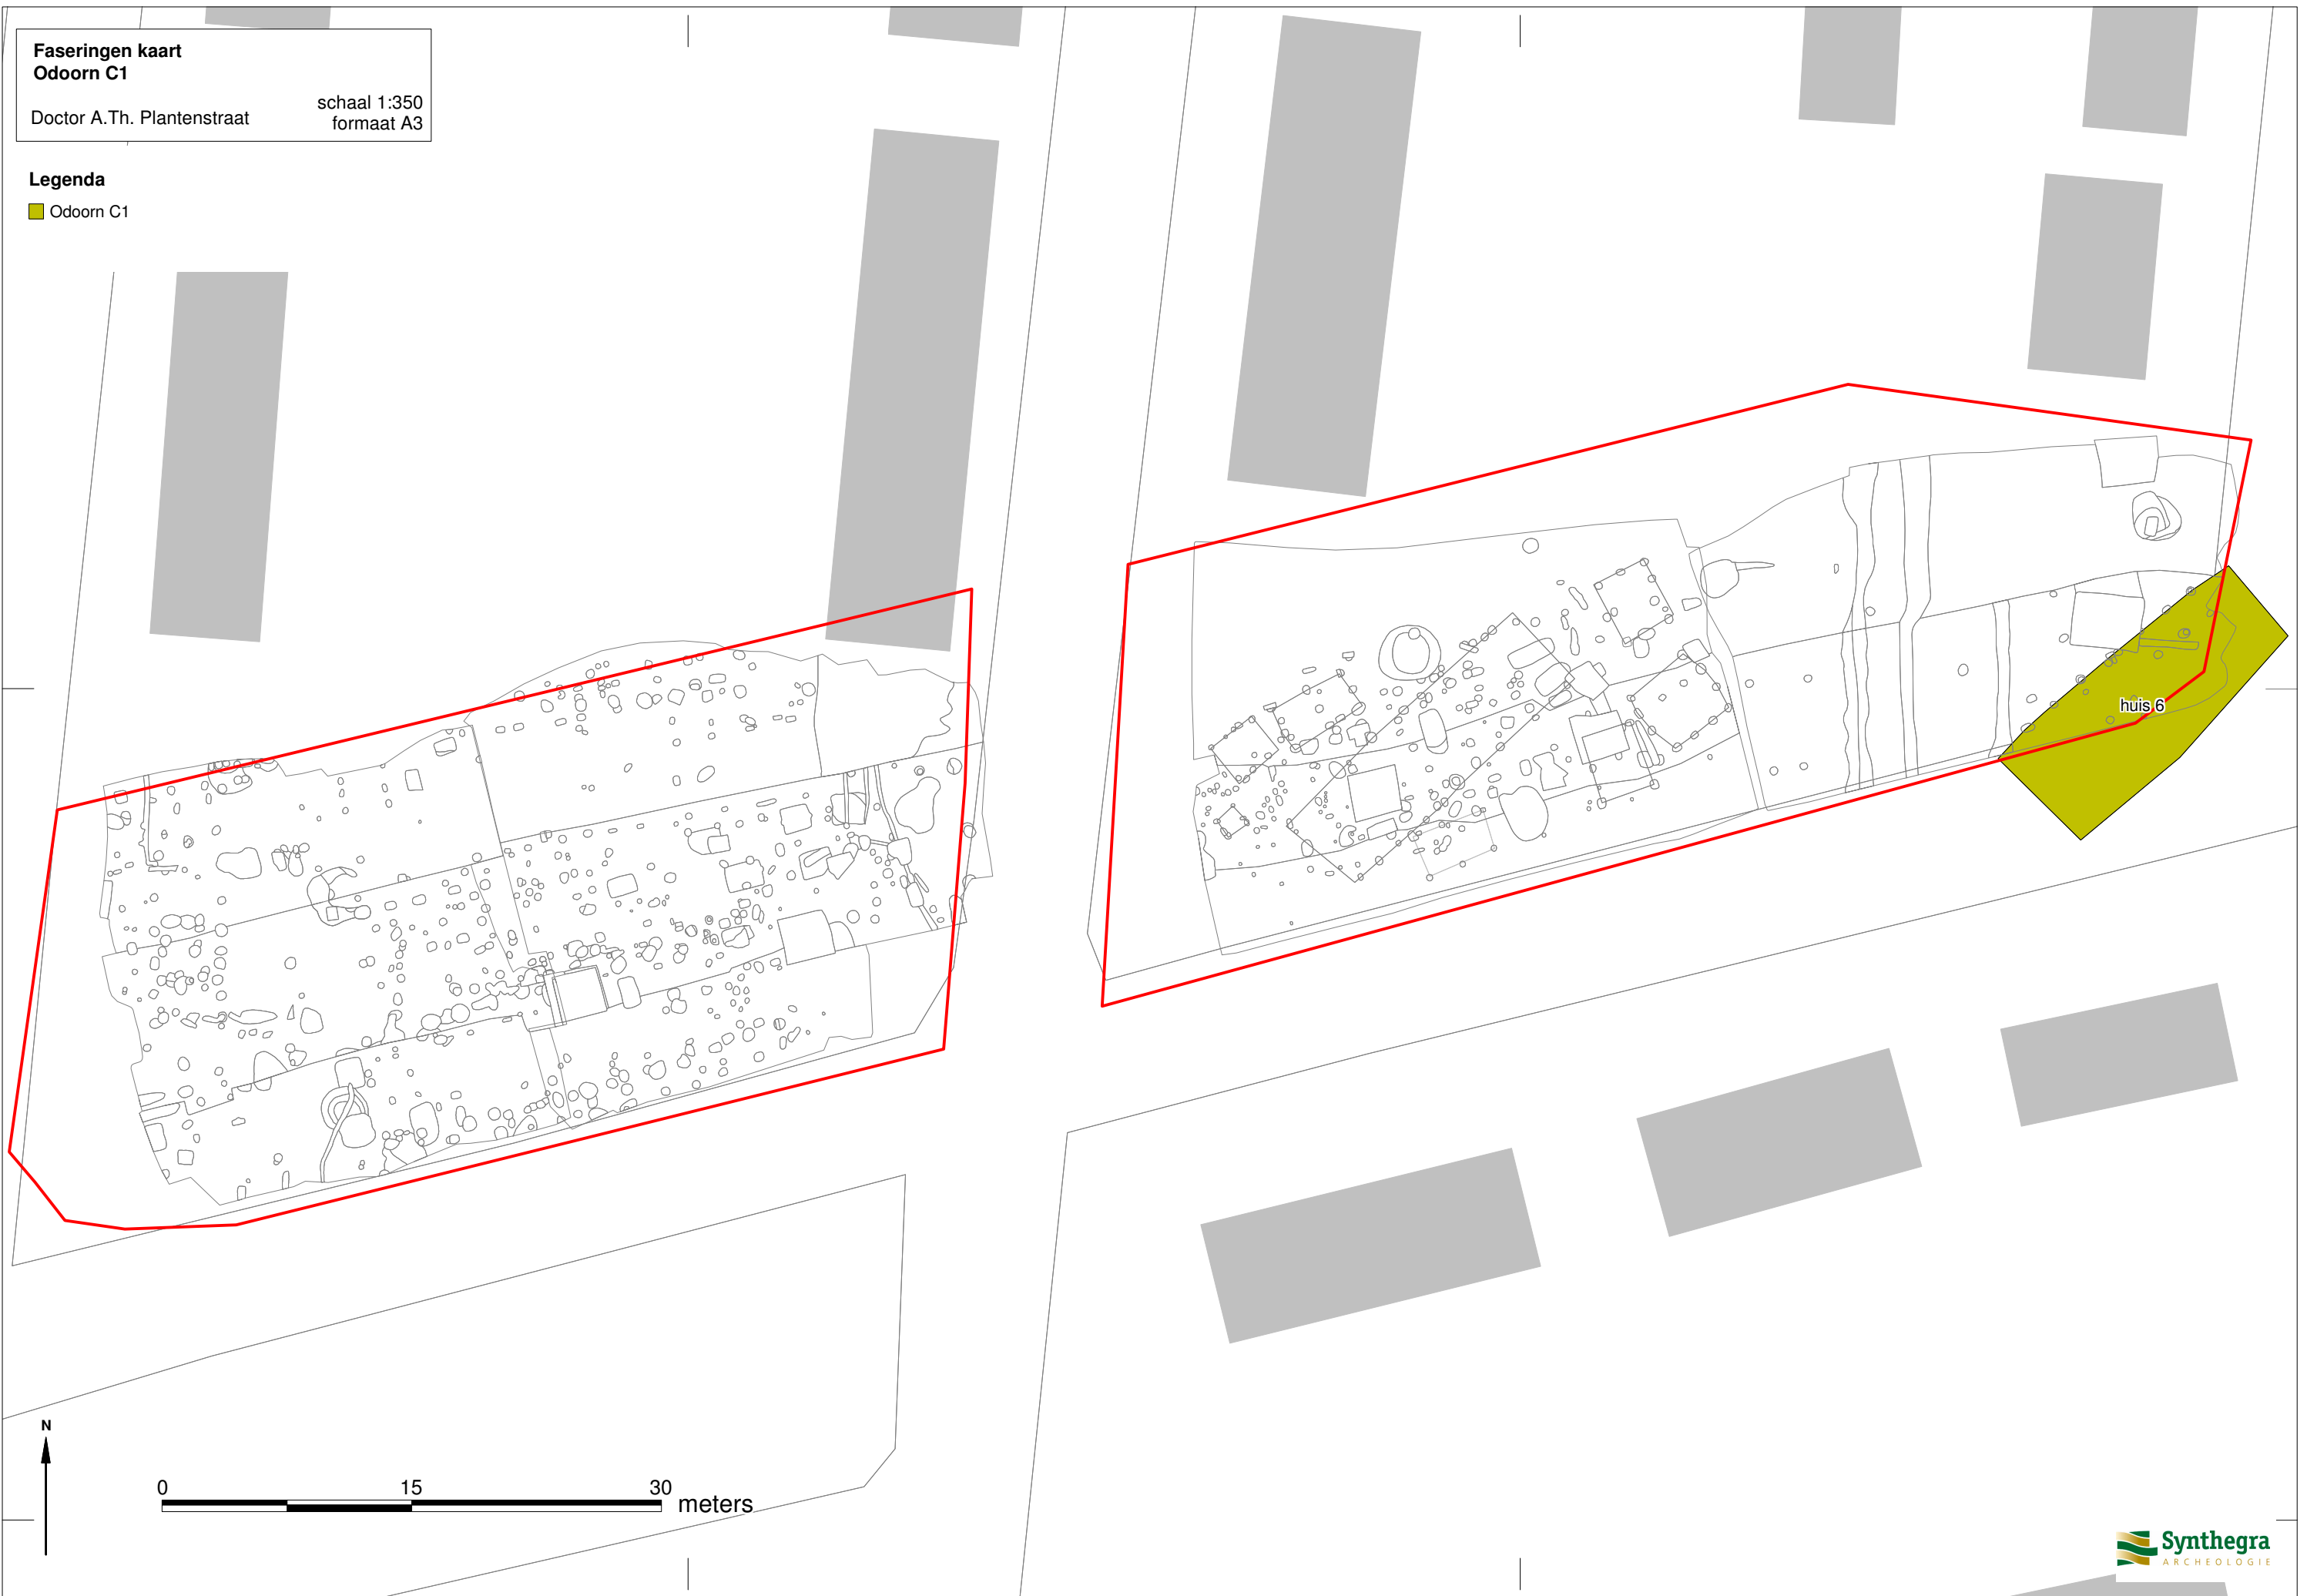 Faseringen kaart
Odoorn C1
Doctor A.Th. Plantenstraat
schaal 1:350
formaat A3
Legenda
Odoorn C1
huis 6
N
0 15 30
meters
Synthegra
ARCHEOLOGIE